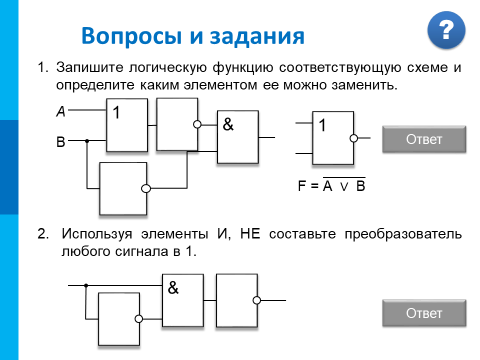 Вопросы и задания
?
1. Запишите логическую функцию соответствующую схеме и
определите каким элементом ее можно заменить.
A
1
&
B
1
Ответ
F = A ∨ B
2. Используя элементы И, НЕ составьте преобразователь
любого сигнала в 1.
&
Ответ